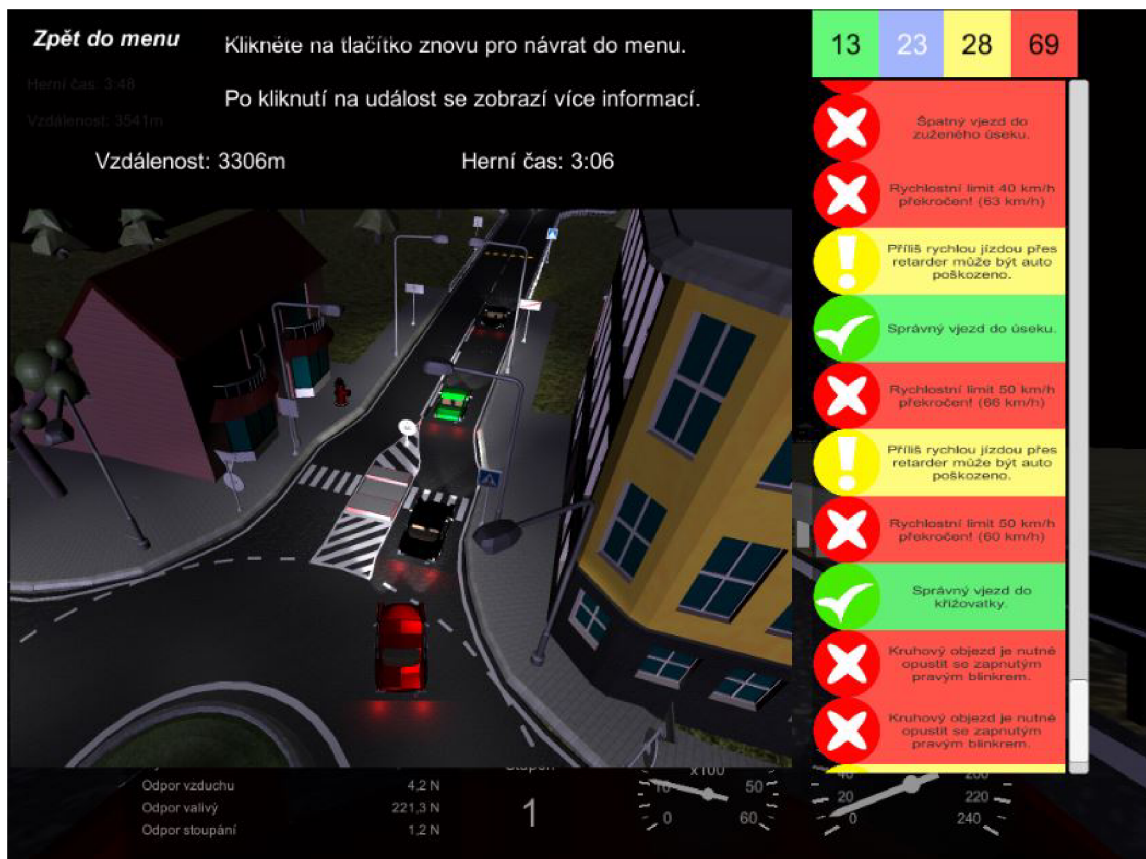 Zpět do menu
Klikněte na tlačítko znovu pro návrat do menu.
Herní čas: 3:48
Po kliknutí na událost se zobrazí více informací.
Vzdálenost: 3541m
Vzdálenost: 3306m
Herní čas: 3:06
13
23
28
69
Špatný vjezd do
zuženého úseku.
Rychlostní limit 40 km/h
překročen! (63 km/h)
Příliš rychlou jízdou přes
retarder může být auto
poškozeno.
Správný vjezd do úseku.
Rychlostní limit 50 km/h
překročen! (66 km/h)
Příliš rychlou jízdou přes
retarder může být auto
poškozeno.
Rychlostní limit 50 km/h
překročen! (60 km/h)
Správný vjezd do
křižovatky.
Kruhový objezd je nutné
opustit se zapnutým
pravým blinkrem.
Kruhový objezd je nutné
opustit se zapnutým
pravým blinkrem.
Odpor vzduchu 4,2 N
Odpor valivý 221,3 N
Odpor stoupání 1,2 N
1
x100
10
50
0
60
40
200
20
220
0
240